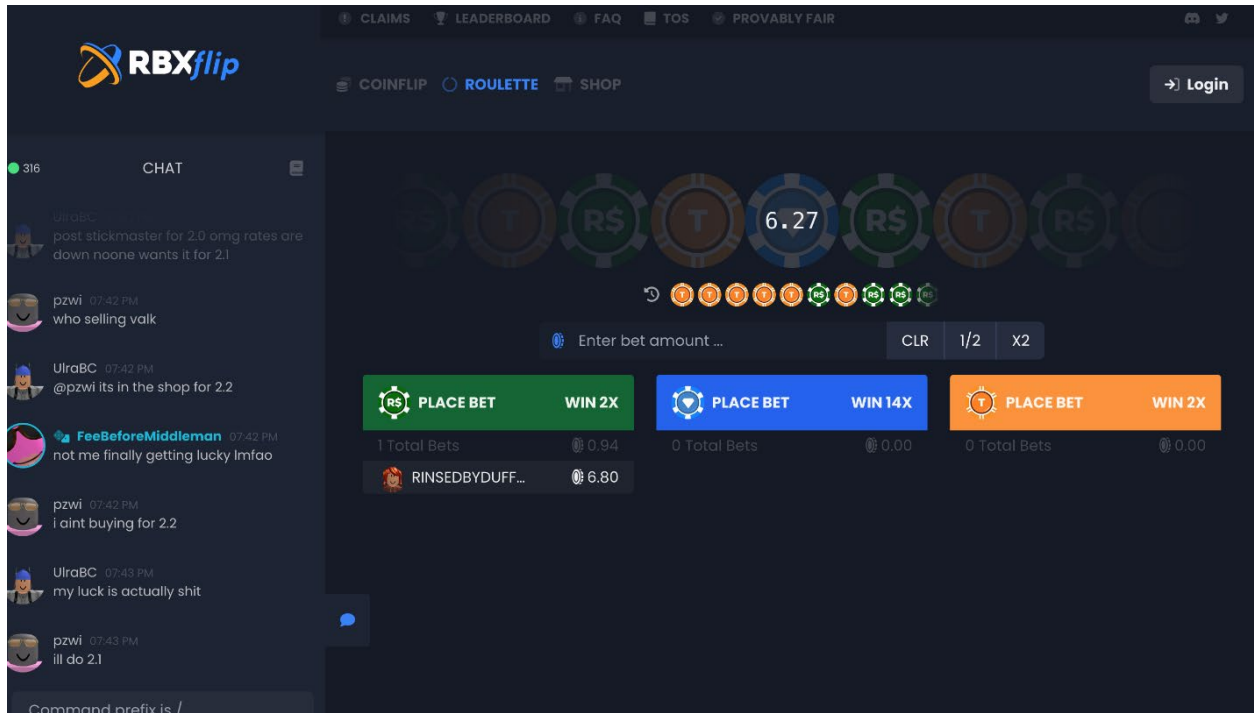 CLAIMS LEADERBOARD FAQ TOS PROVABLY FAIR
RBXflip
COINFLIP ROULETTE SHOP
Login
316 CHAT
UlraBC
post stickmaster for 2.0 omg rates are
down noone wants it for 2.1
pzwi 07:42 PM
who selling valk
UlraBC 07:42 PM
@pzwi its in the shop for 2.2
FeeBeforeMiddleman 07:42 PM
not me finally getting lucky lmfao
pzwi 07:42 PM
i aint buying for 2.2
UlraBC 07:43 PM
my luck is actually shit
pzwi 07:43 PM
ill do 2.1
Command prefix is /
R$ T 6.27 R$ T R$
T T T T T R$ T R$ R$ R$
Enter bet amount ... CLR 1/2 X2
R$ PLACE BET WIN 2X
1 Total Bets 0.94
RINSEDBYDUFF... 6.80
PLACE BET WIN 14X
0 Total Bets 0.00
T PLACE BET WIN 2X
0 Total Bets 0.00